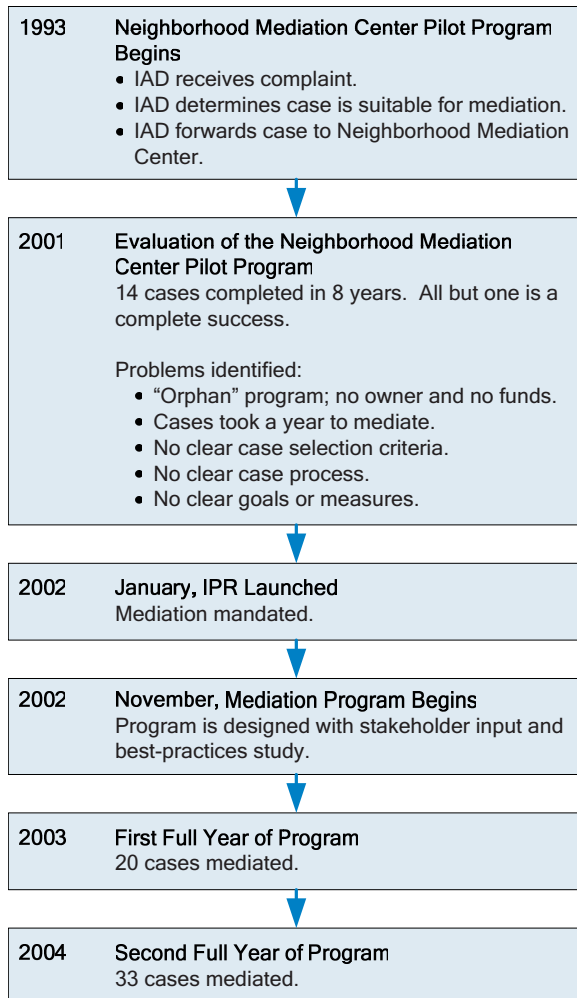 1993 Neighborhood Mediation Center Pilot Program
Begins
• IAD receives complaint.
• IAD determines case is suitable for mediation.
• IAD forwards case to Neighborhood Mediation
Center.
2001 Evaluation of the Neighborhood Mediation
Center Pilot Program
14 cases completed in 8 years. All but one is a
complete success.
Problems identified:
• “Orphan” program; no owner and no funds.
• Cases took a year to mediate.
• No clear case selection criteria.
• No clear case process.
• No clear goals or measures.
2002 January, IPR Launched
Mediation mandated.
2002 November, Mediation Program Begins
Program is designed with stakeholder input and
best-practices study.
2003 First Full Year of Program
20 cases mediated.
2004 Second Full Year of Program
33 cases mediated.